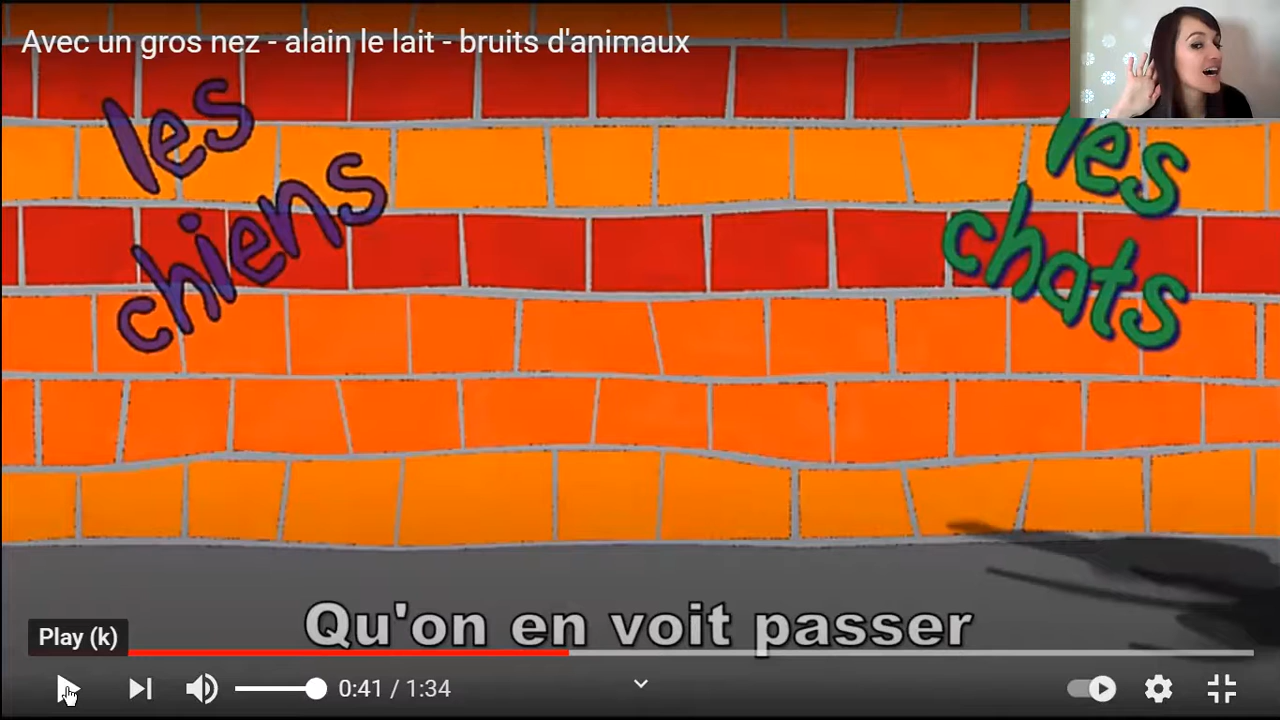 Avec un gros nez - alain le lait - bruits d'animaux
les
chiens
les
chats
Qu'on en voit passer
Play (k)
0:41 / 1:34